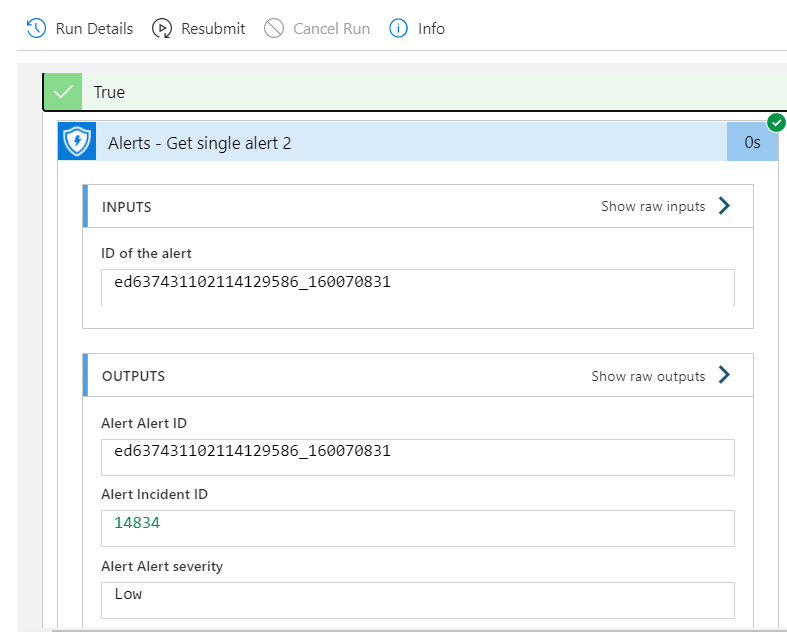 Run Details Resubmit Cancel Run Info
True
Alerts - Get single alert 2 0s
INPUTS Show raw inputs
ID of the alert
ed637431102114129586_160070831
OUTPUTS Show raw outputs
Alert Alert ID
ed637431102114129586_160070831
Alert Incident ID
14834
Alert Alert severity
Low